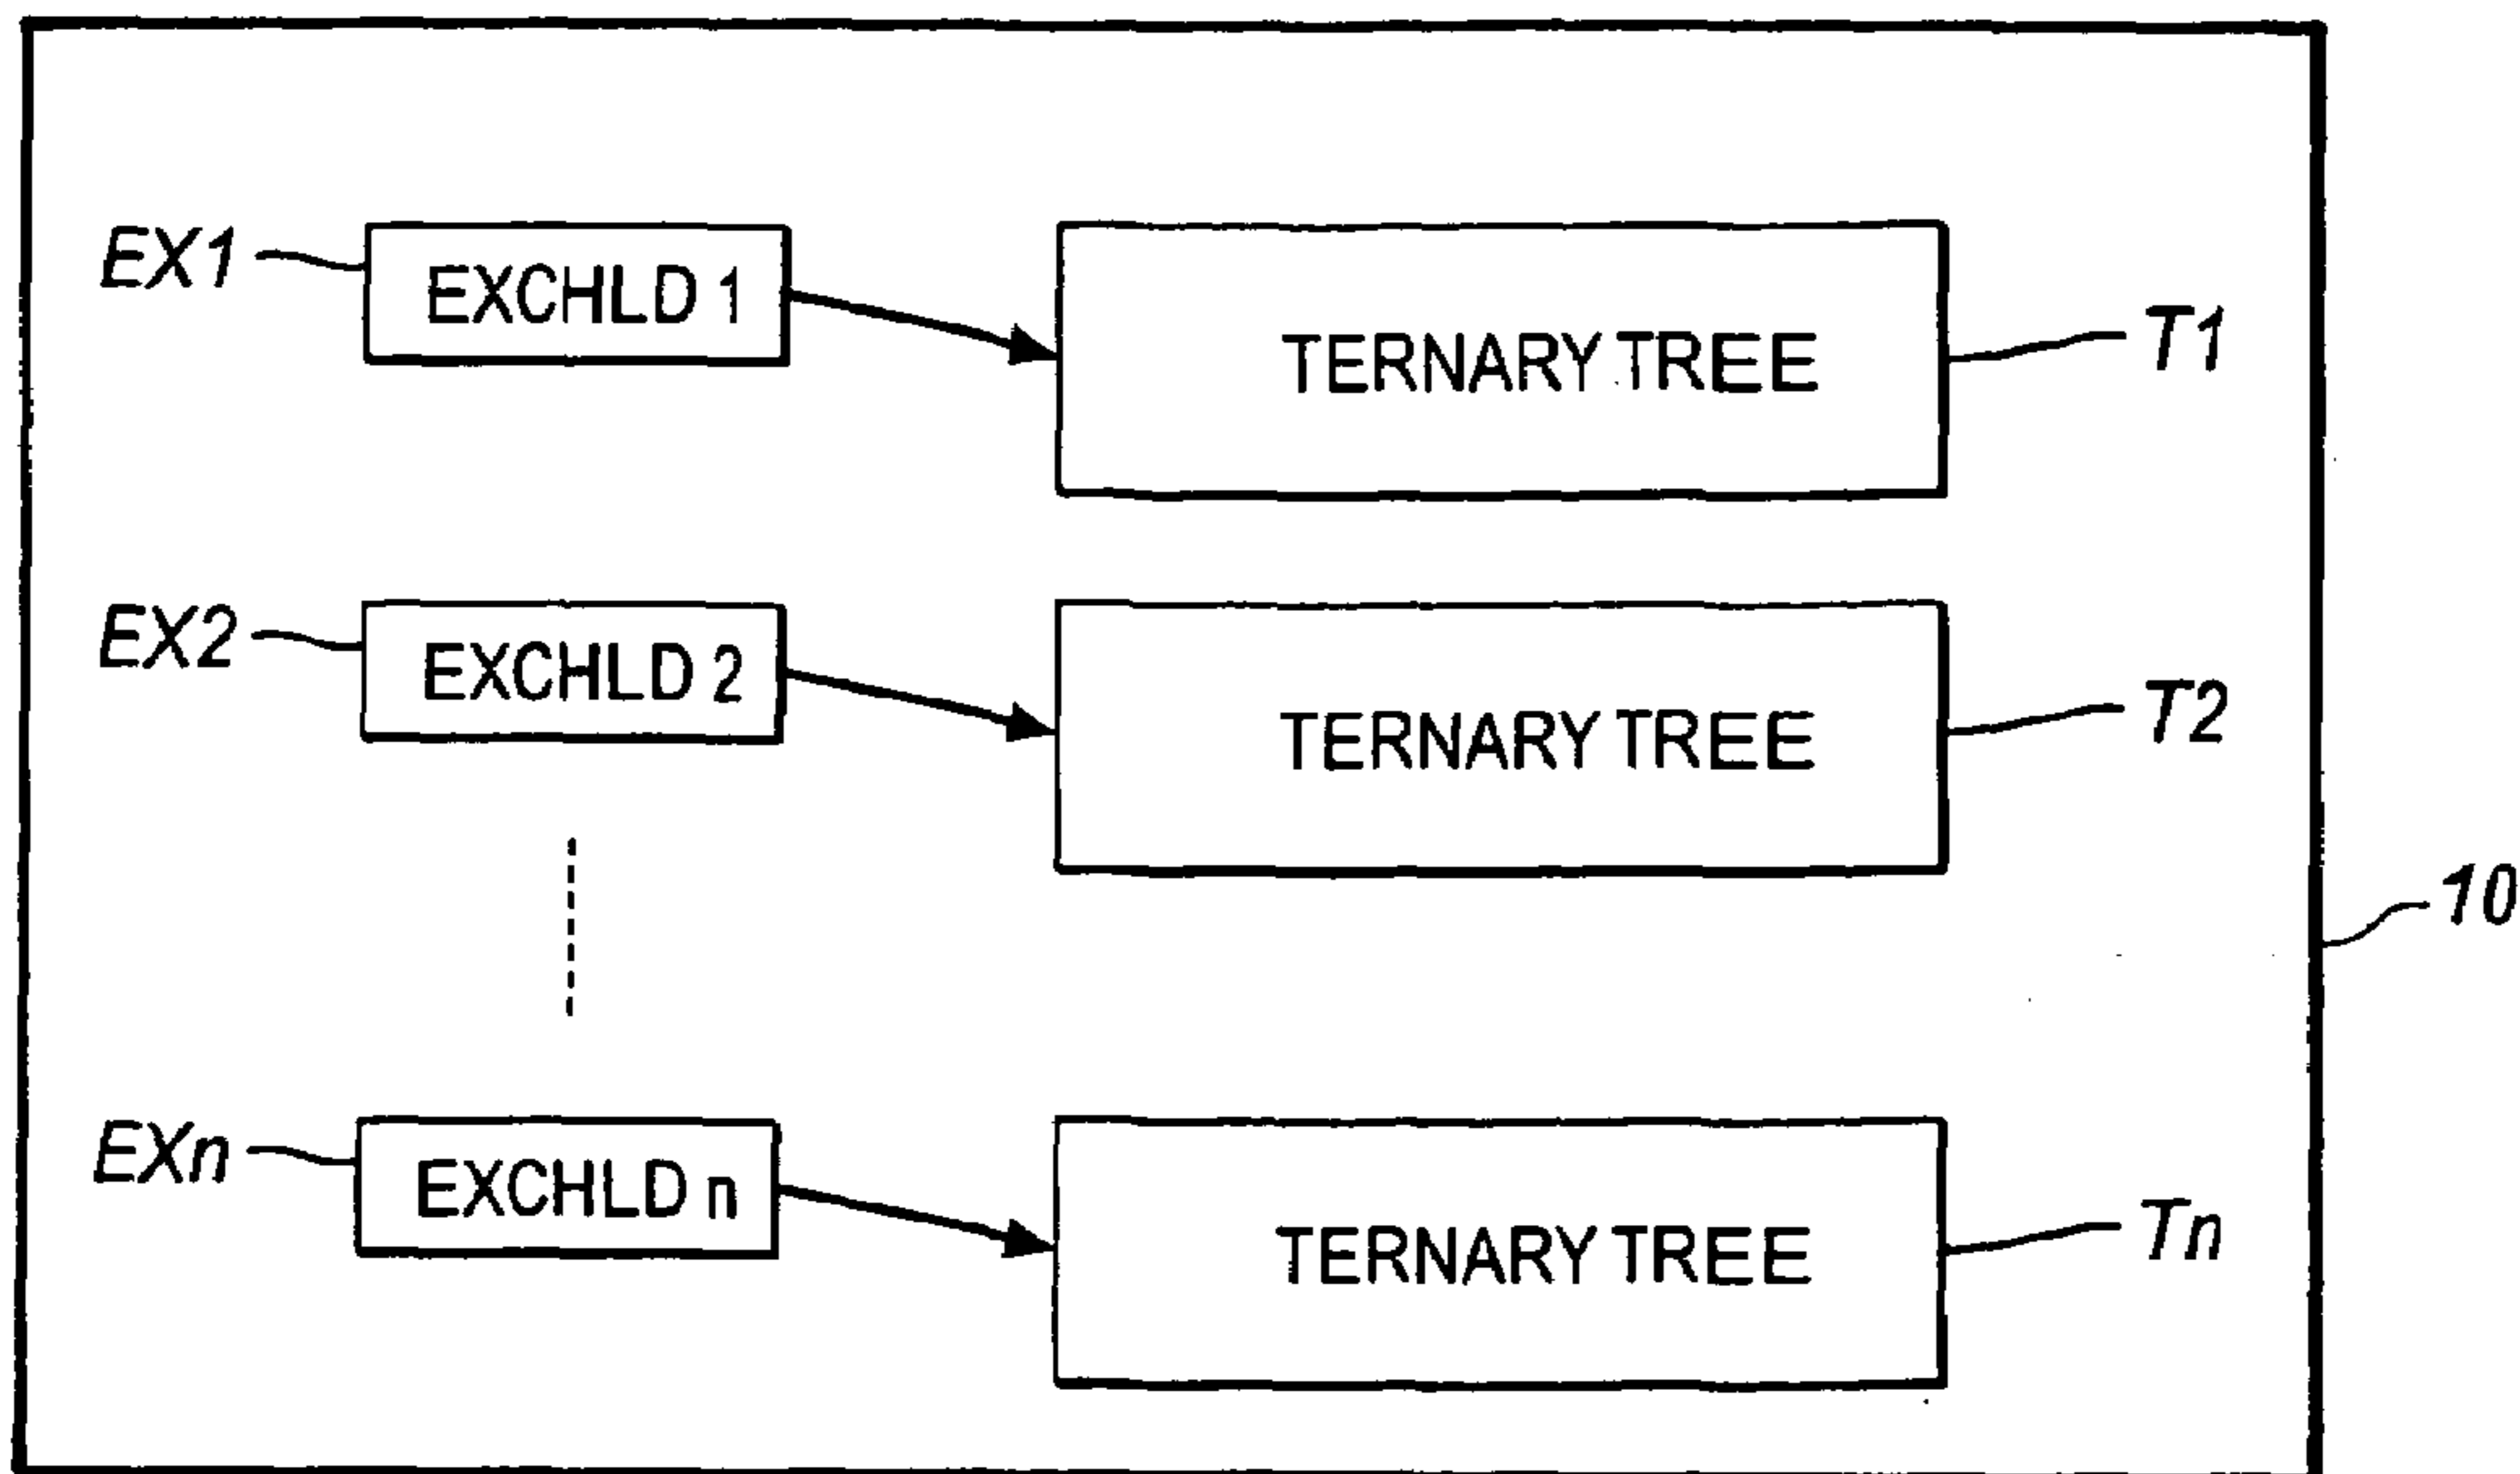 EX1
EXCHLD 1
TERNARY TREE
T1
EX2
EXCHLD 2
TERNARY TREE
T2
10
EXn
EXCHLD n
TERNARY TREE
Tn